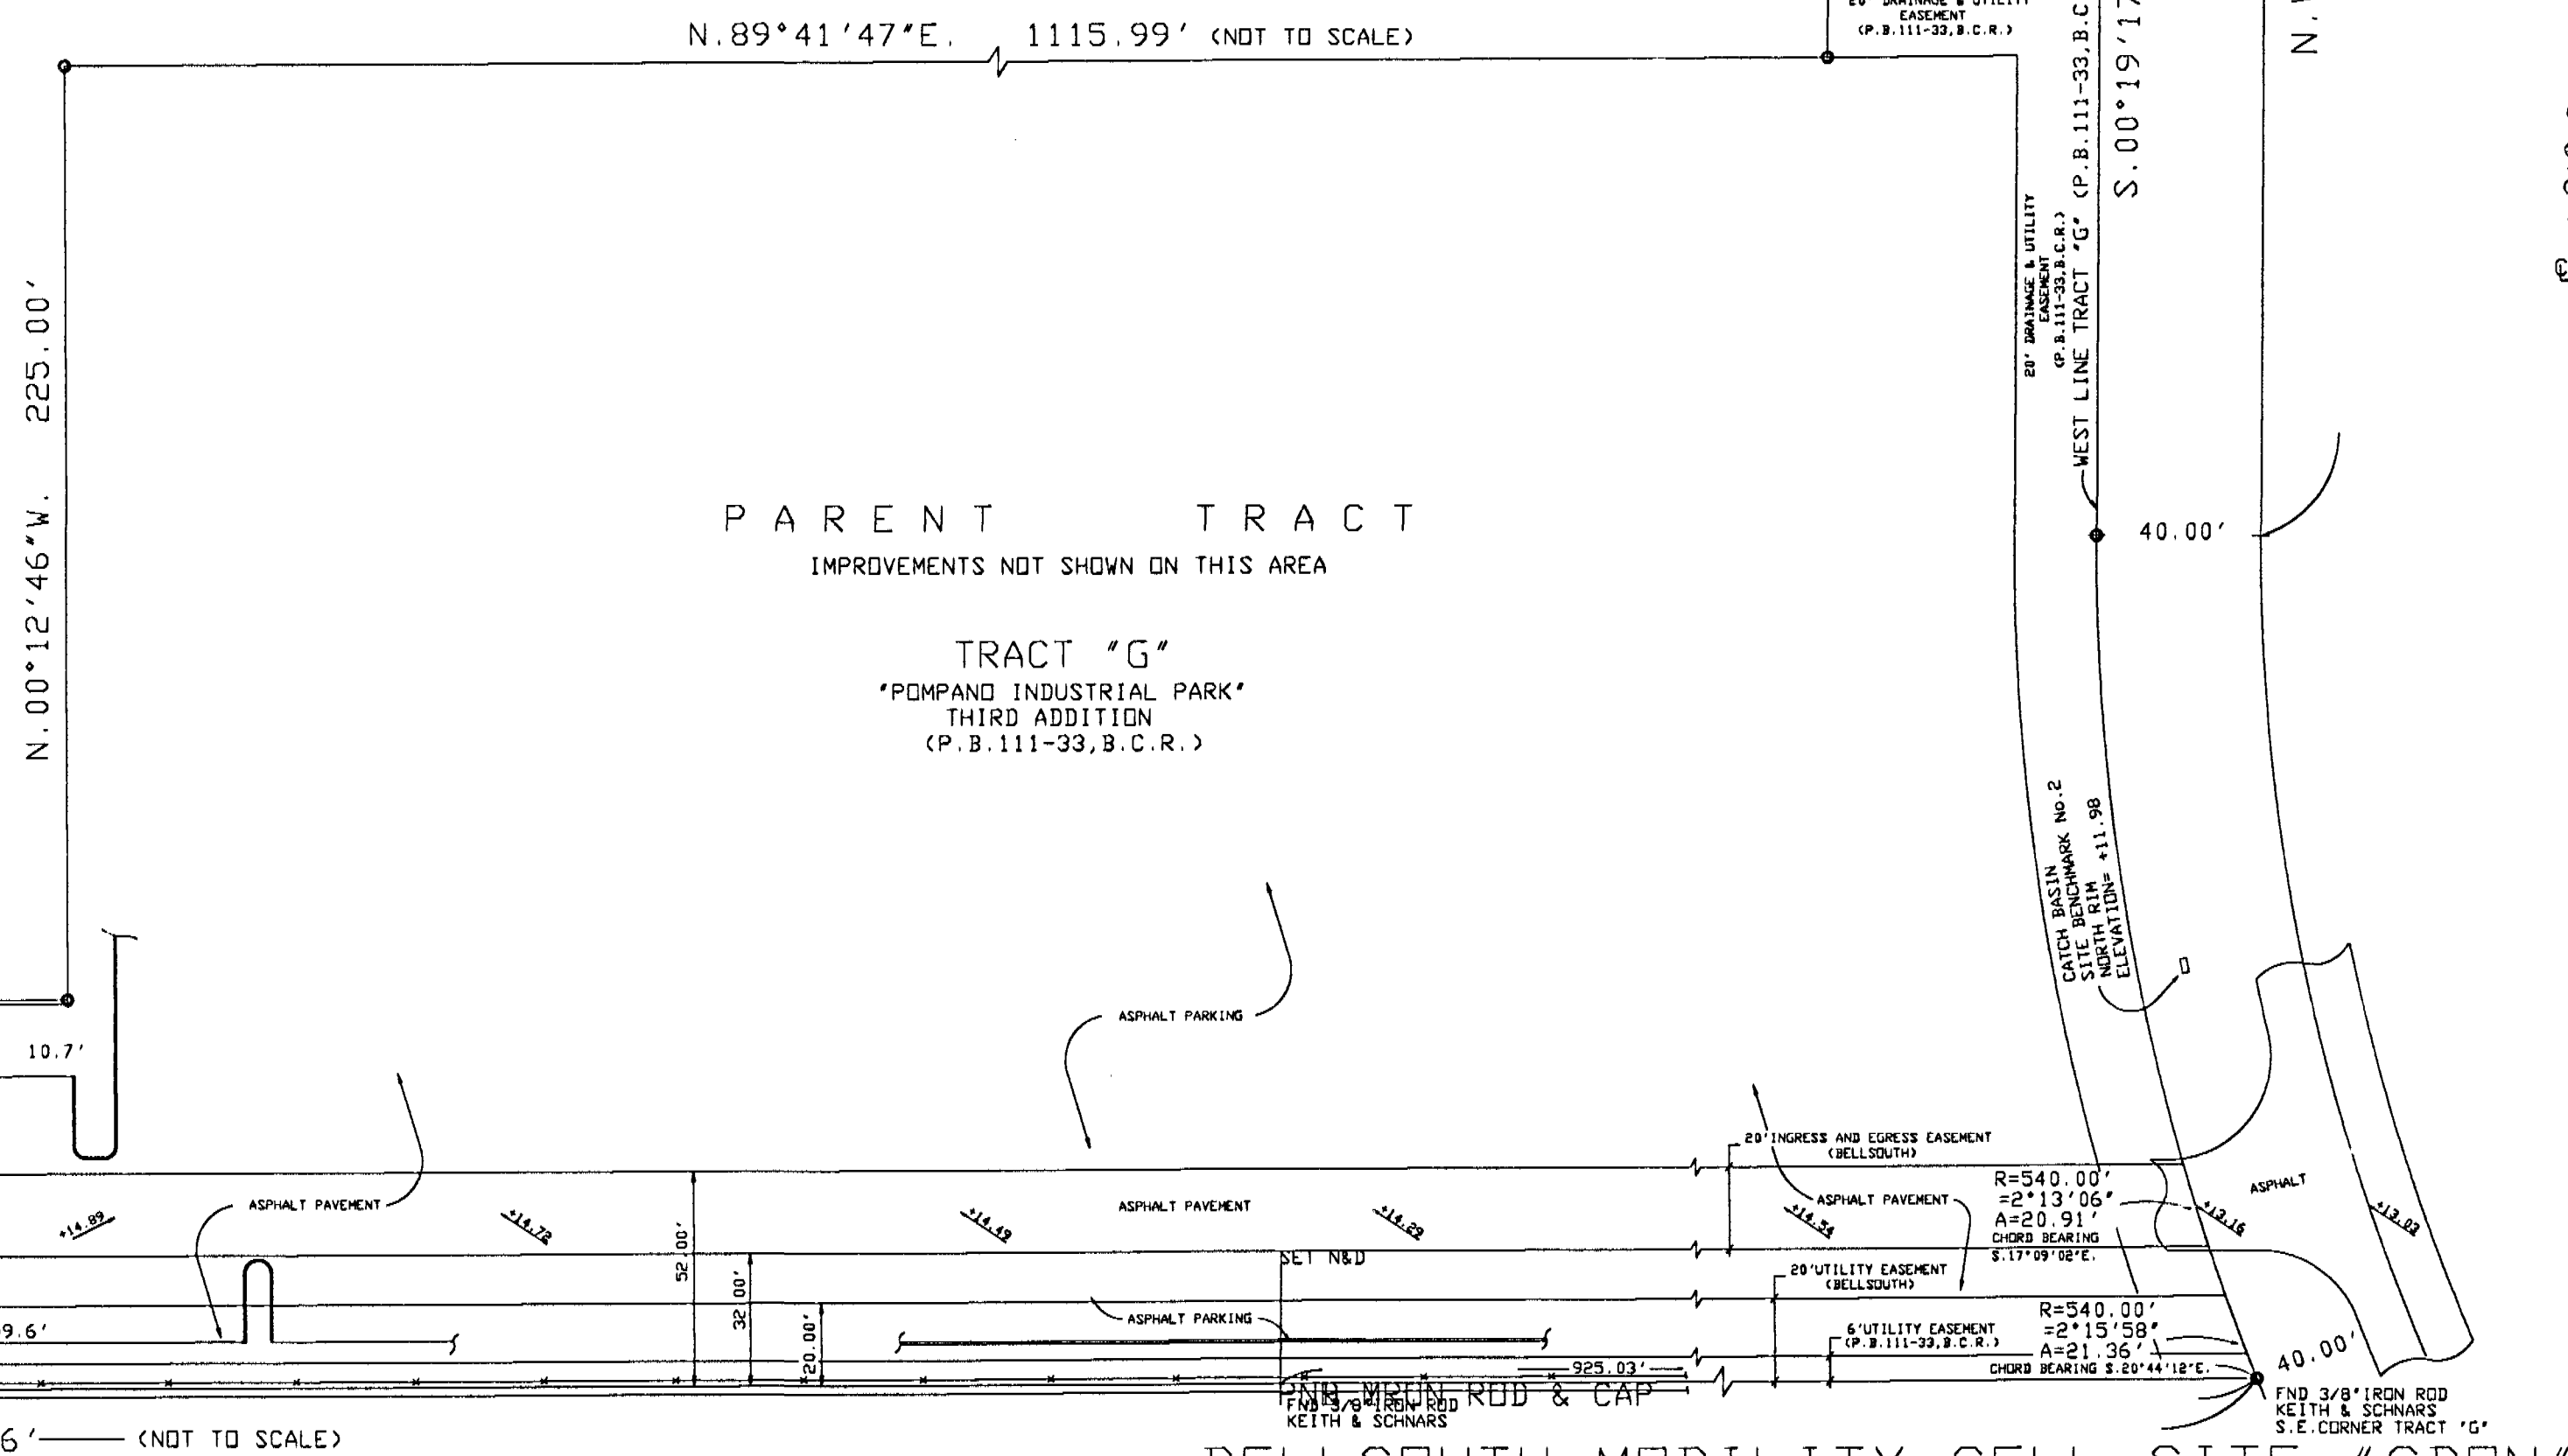 N.89°41'47"E. 1115.99' (NOT TO SCALE)
20' DRAINAGE & UTILITY
EASEMENT
(P.B.111-33,B.C.R.)
N.00°12'46"W. 225.00'
S.00°19'17
20' DRAINAGE & UTILITY
EASEMENT
(P.B.111-33,B.C.R.)
WEST LINE TRACT "G" (P.B.111-33,B.C
40.00'
PARENT TRACT
IMPROVEMENTS NOT SHOWN ON THIS AREA
TRACT "G"
"POMPANO INDUSTRIAL PARK"
THIRD ADDITION
(P.B.111-33,B.C.R.)
CATCH BASIN
SITE BENCHMARK No.2
NORTH RIM
ELEVATION= +11.98
10.7'
ASPHALT PARKING
20'INGRESS AND EGRESS EASEMENT
(BELLSOUTH)
R=540.00'
=2°13'06"
A=20.91'
CHORD BEARING
S.17°09'02"E.
ASPHALT
ASPHALT PAVEMENT
ASPHALT PAVEMENT
ASPHALT PAVEMENT
+14.89
+14.72
+14.49
+14.29
+14.54
+13.16
+13.03
52.00'
32.00'
20.00'
SET N&D
20'UTILITY EASEMENT
(BELLSOUTH)
ASPHALT PARKING
9.6'
6'UTILITY EASEMENT
(P.B.111-33,B.C.R.)
R=540.00'
=2°15'58"
A=21.36'
CHORD BEARING S.20°44'12"E.
40.00'
925.03'
ROD & CAP
FND 3/8"IRON ROD
KEITH & SCHNARS
FND 3/8"IRON ROD
KEITH & SCHNARS
S.E.CORNER TRACT "G"
6' (NOT TO SCALE)
BELLSOUTH MOBILITY CELL SITE